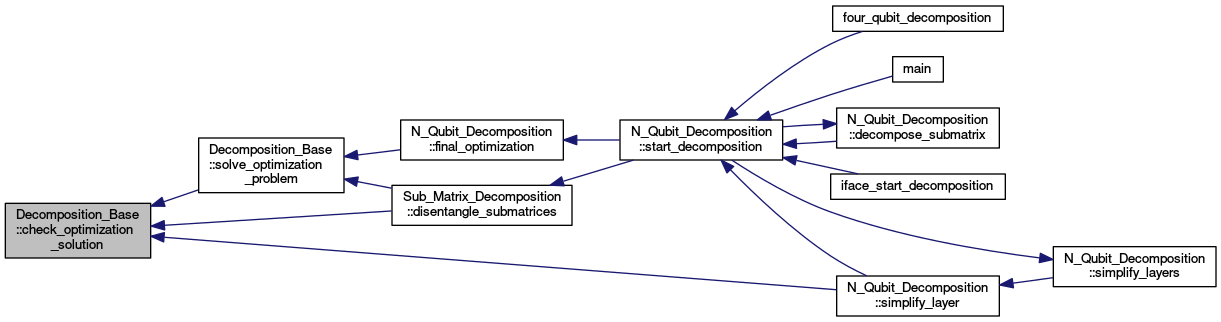 four_qubit_decomposition
main
N_Qubit_Decomposition
::decompose_submatrix
N_Qubit_Decomposition
::start_decomposition
N_Qubit_Decomposition
::final_optimization
Decomposition_Base
::solve_optimization
_problem
iface_start_decomposition
Sub_Matrix_Decomposition
::disentangle_submatrices
Decomposition_Base
::check_optimization
_solution
N_Qubit_Decomposition
::simplify_layers
N_Qubit_Decomposition
::simplify_layer